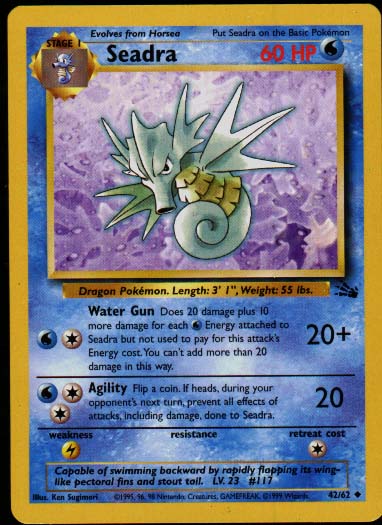 Evolves from Horsea Put Seadra on the Basic Pokémon
STAGE 1
Seadra 60 HP
Dragon Pokémon. Length: 3' 1", Weight: 55 lbs.
Water Gun Does 20 damage plus 10
more damage for each Energy attached to
Seadra but not used to pay for this attack's
Energy cost. You can't add more than 20
damage in this way.
20+
Agility Flip a coin. If heads, during your
opponent's next turn, prevent all effects of
attacks, including damage, done to Seadra.
20
weakness resistance retreat cost
Capable of swimming backward by rapidly flapping its wing-
like pectoral fins and stout tail. LV. 23 #117
Illus. Ken Sugimori ©1995, 96, 98 Nintendo, Creatures, GAMEFREAK. ©1999 Wizards. 42/62